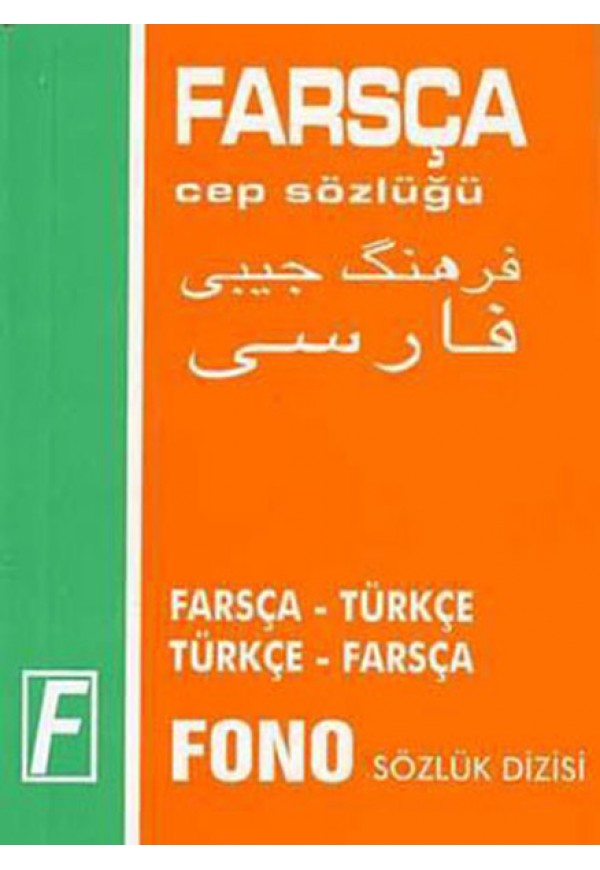 FARSÇA
cep sözlüğü
فرهنگ جیبی
فارسی
FARSÇA - TÜRKÇE
TÜRKÇE - FARSÇA
F
FONO SÖZLÜK DİZİSİ